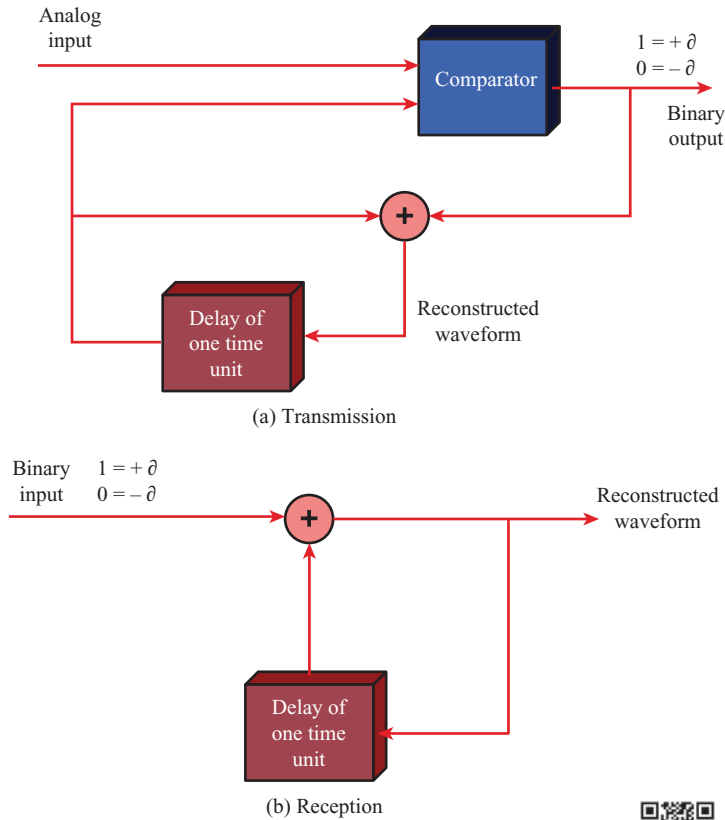 Analog
input
1 = + ∂
0 = – ∂
Comparator
Binary
output
+
Reconstructed
waveform
Delay of
one time
unit
(a) Transmission
Binary
input
1 = + ∂
0 = – ∂
+
Reconstructed
waveform
Delay of
one time
unit
(b) Reception